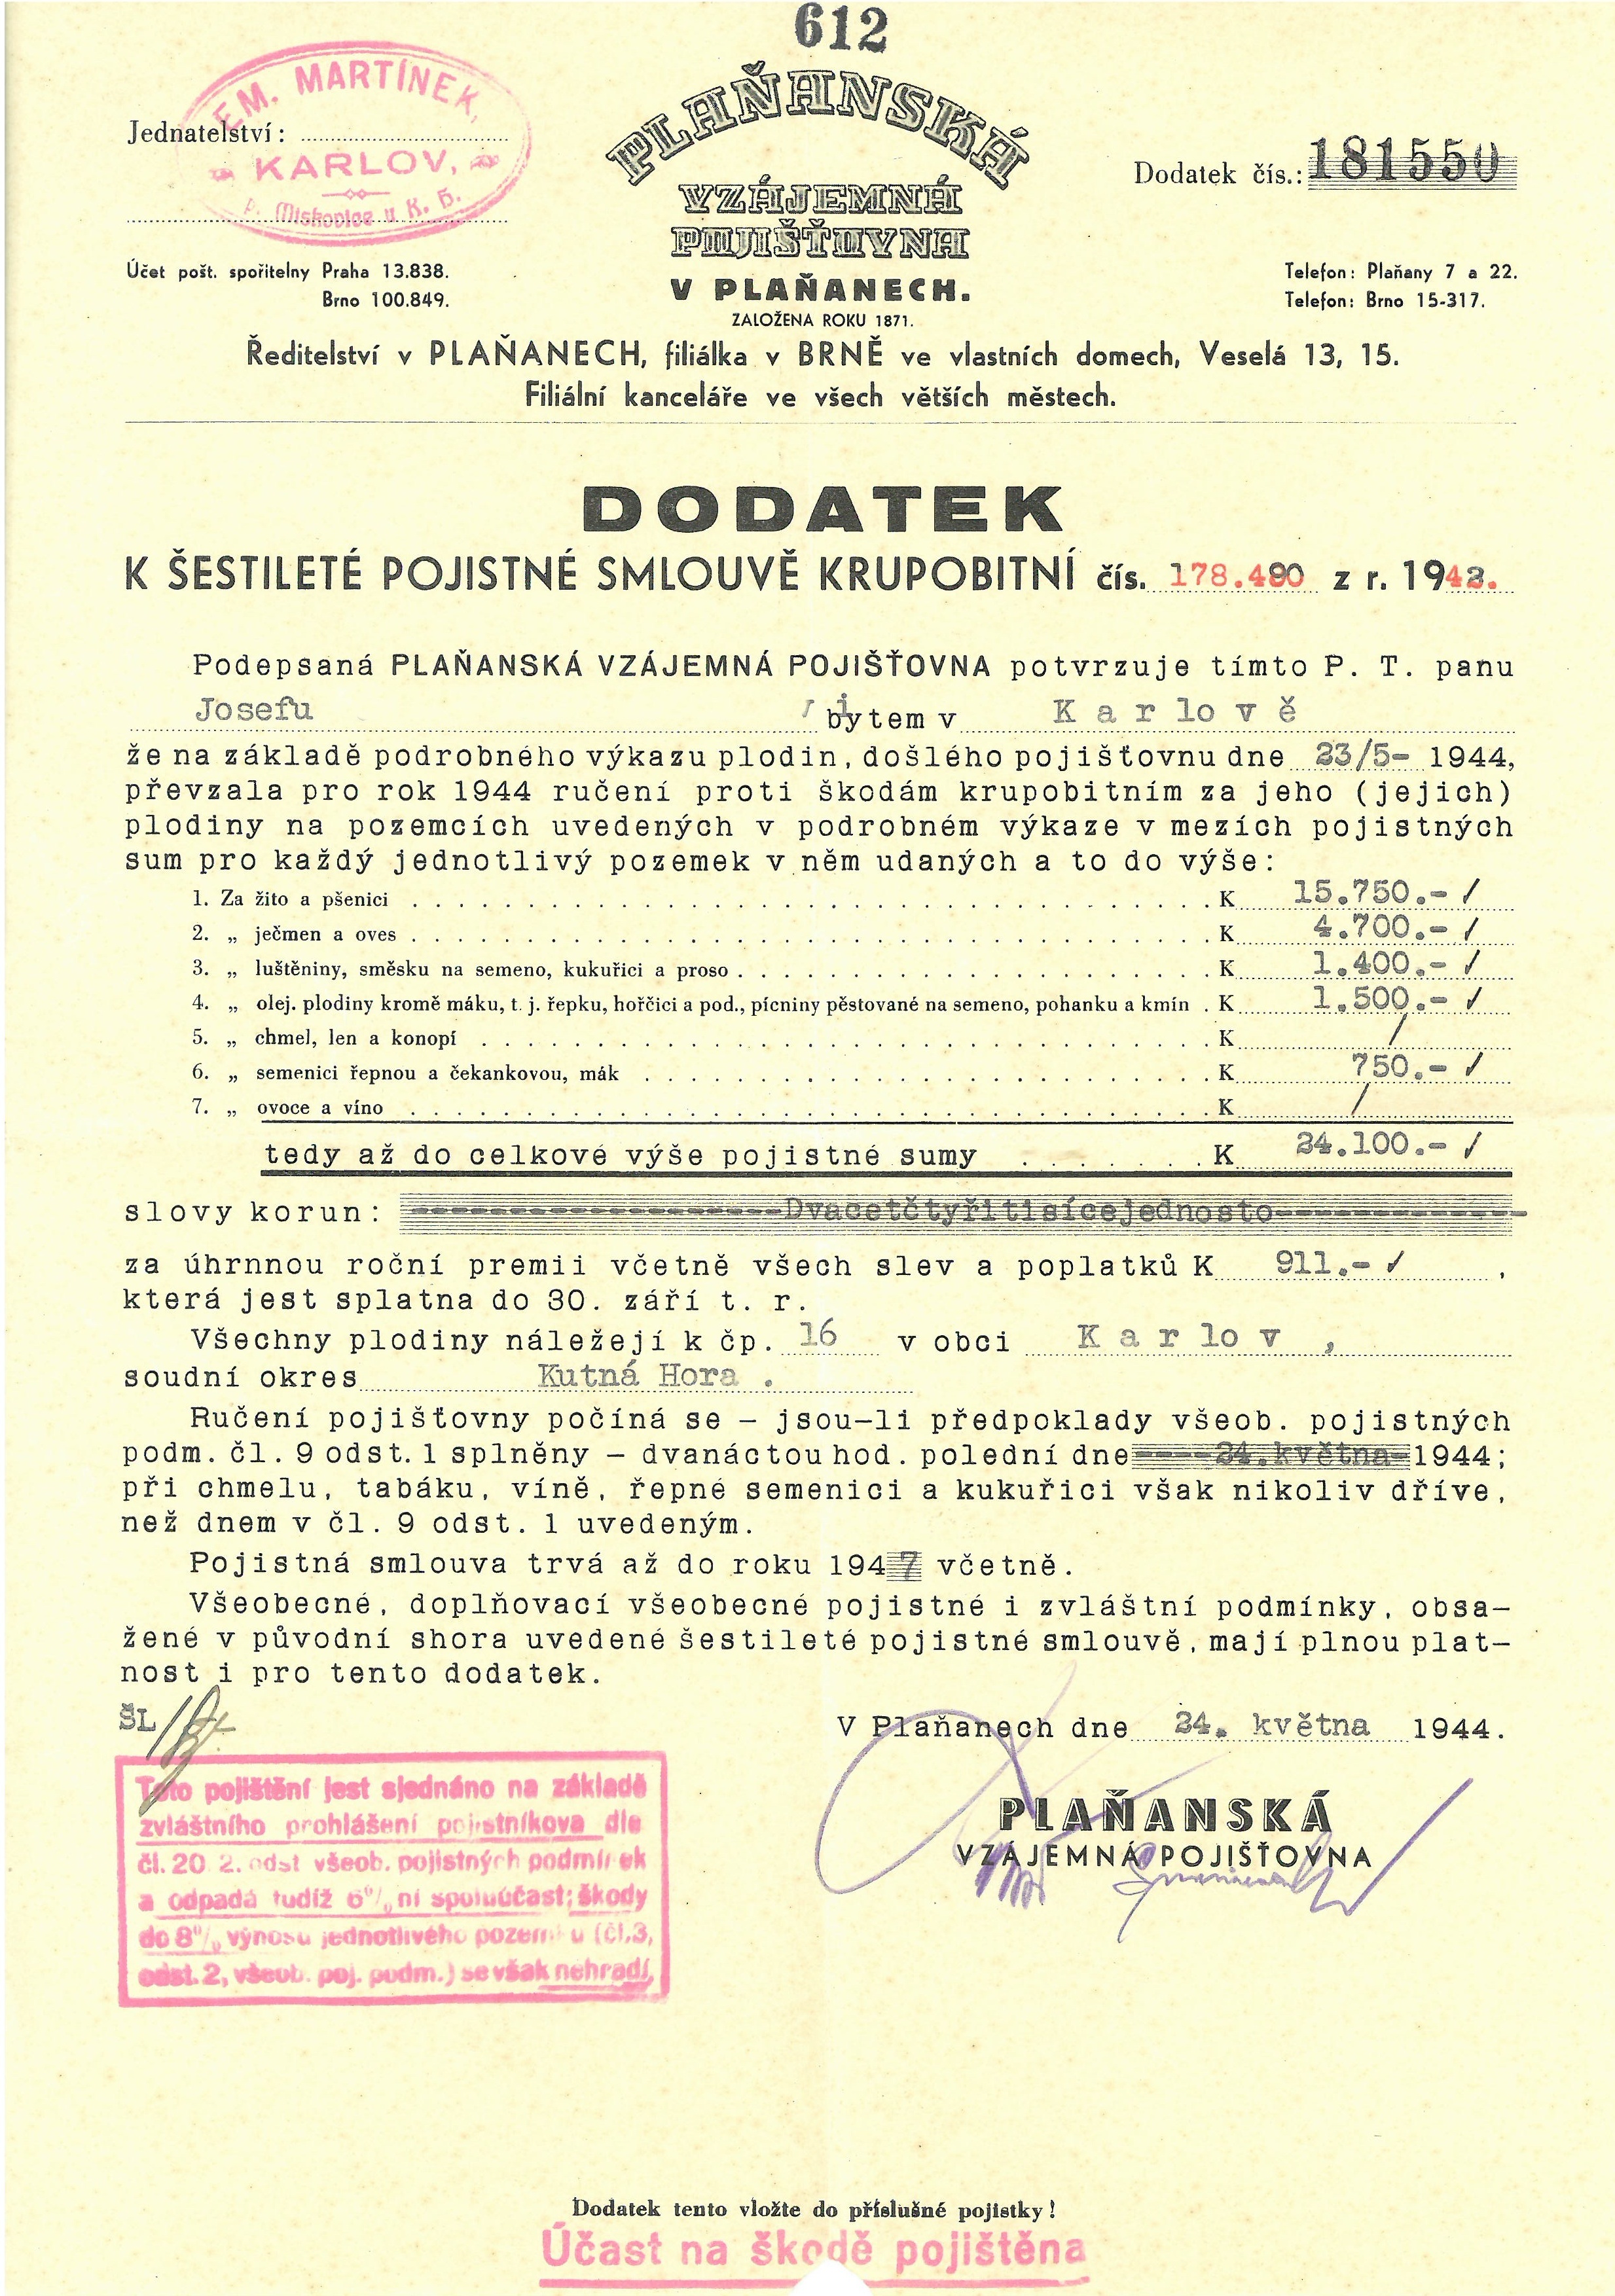 612
EM. MARTÍNEK,
Jednatelství:
KARLOV,
p. Miskovice u K. H.
PLAŇANSKÁ
VZÁJEMNÁ
POJIŠŤOVNA
V PLAŇANECH.
ZALOŽENA ROKU 1871.
Dodatek čís.: 181550
Účet pošt. spořitelny Praha 13.838.
Brno 100.849.
Telefon: Plaňany 7 a 22.
Telefon: Brno 15-317.
Ředitelství v PLAŇANECH, filiálka v BRNĚ ve vlastních domech, Veselá 13, 15.
Filiální kanceláře ve všech větších městech.
DODATEK
K ŠESTILETÉ POJISTNÉ SMLOUVĚ KRUPOBITNÍ čís. 178.490 z r. 1942.
Podepsaná PLAŇANSKÁ VZÁJEMNÁ POJIŠŤOVNA potvrzuje tímto P. T. panu
Josefu bytem v Karlově
že na základě podrobného výkazu plodin, došlého pojišťovnu dne 23/5- 1944,
převzala pro rok 1944 ručení proti škodám krupobitním za jeho (jejich)
plodiny na pozemcích uvedených v podrobném výkaze v mezích pojistných
sum pro každý jednotlivý pozemek v něm udaných a to do výše:
1. Za žito a pšenici K 15.750.- /
2. „ ječmen a oves K 4.700.- /
3. „ luštěniny, směsku na semeno, kukuřici a proso K 1.400.- /
4. „ olej. plodiny kromě máku, t. j. řepku, hořčici a pod., pícniny pěstované na semeno, pohanku a kmín . K 1.500.- /
5. „ chmel, len a konopí K /
6. „ semenici řepnou a čekankovou, mák K 750.- /
7. „ ovoce a víno K /
tedy až do celkové výše pojistné sumy K 24.100.- /
slovy korun: Dvacetčtyřitisícejednosto
za úhrnnou roční premii včetně všech slev a poplatků K 911.- / ,
která jest splatna do 30. září t. r.
Všechny plodiny náležejí k čp. 16 v obci Karlov ,
soudní okres Kutná Hora .
Ručení pojišťovny počíná se – jsou-li předpoklady všeob. pojistných
podm. čl. 9 odst. 1 splněny – dvanáctou hod. polední dne 24. května 1944;
při chmelu, tabáku, víně, řepné semenici a kukuřici však nikoliv dříve,
než dnem v čl. 9 odst. 1 uvedeným.
Pojistná smlouva trvá až do roku 1947 včetně.
Všeobecné, doplňovací všeobecné pojistné i zvláštní podmínky, obsa-
žené v původní shora uvedené šestileté pojistné smlouvě, mají plnou plat-
nost i pro tento dodatek.
ŠL/
V Plaňanech dne 24. května 1944.
Toto pojištění jest sjednáno na základě
zvláštního prohlášení pojistníkova dle
čl. 20 2. odst všeob. pojistných podmínek
a odpadá tudíž 6%ní spoluúčast; škody
do 8% výnosu jednotlivého pozemku (čl.3,
odst. 2, všeob. poj. podm.) se však nehradí.
PLAŇANSKÁ
VZÁJEMNÁ POJIŠŤOVNA
Dodatek tento vložte do příslušné pojistky!
Účast na škodě pojištěna